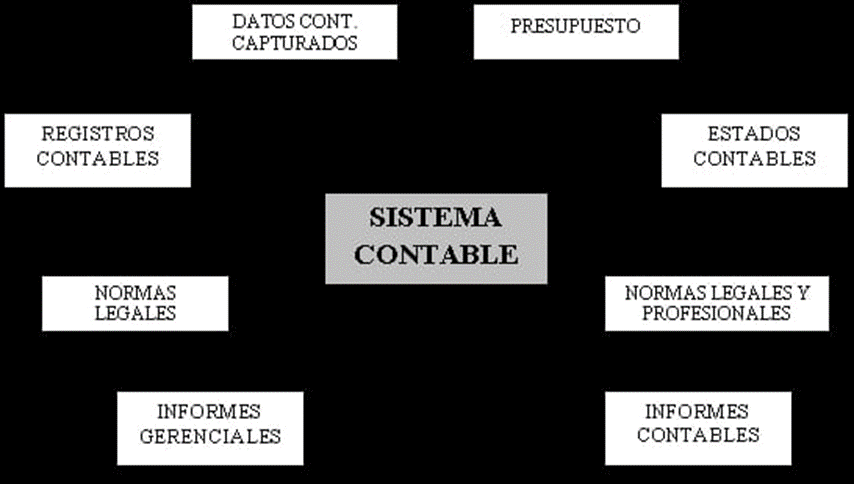 DATOS CONT.
CAPTURADOS
PRESUPUESTO
REGISTROS
CONTABLES
ESTADOS
CONTABLES
SISTEMA
CONTABLE
NORMAS
LEGALES
NORMAS LEGALES Y
PROFESIONALES
INFORMES
GERENCIALES
INFORMES
CONTABLES